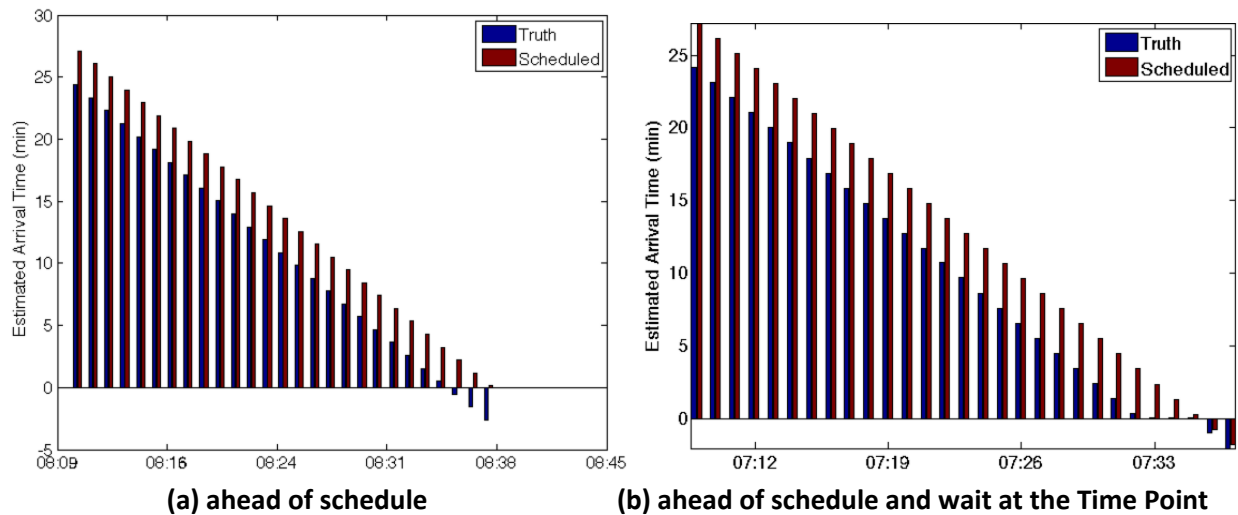 30
25
20
15
10
5
0
-5
Estimated Arrival Time (min)
Truth
Scheduled
08:09 08:16 08:24 08:31 08:38 08:45
(a) ahead of schedule
25
20
15
10
5
0
Estimated Arrival Time (min)
Truth
Scheduled
07:12 07:19 07:26 07:33
(b) ahead of schedule and wait at the Time Point